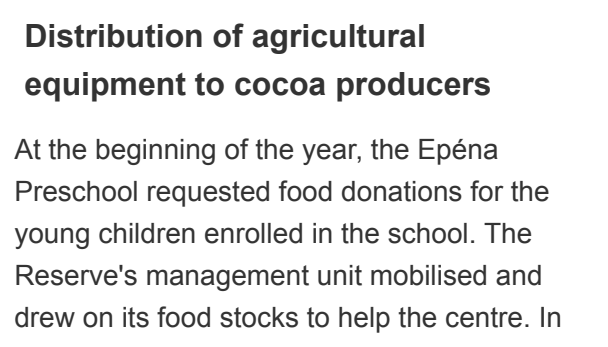 Distribution of agricultural
equipment to cocoa producers
At the beginning of the year, the Epéna
Preschool requested food donations for the
young children enrolled in the school. The
Reserve's management unit mobilised and
drew on its food stocks to help the centre. In